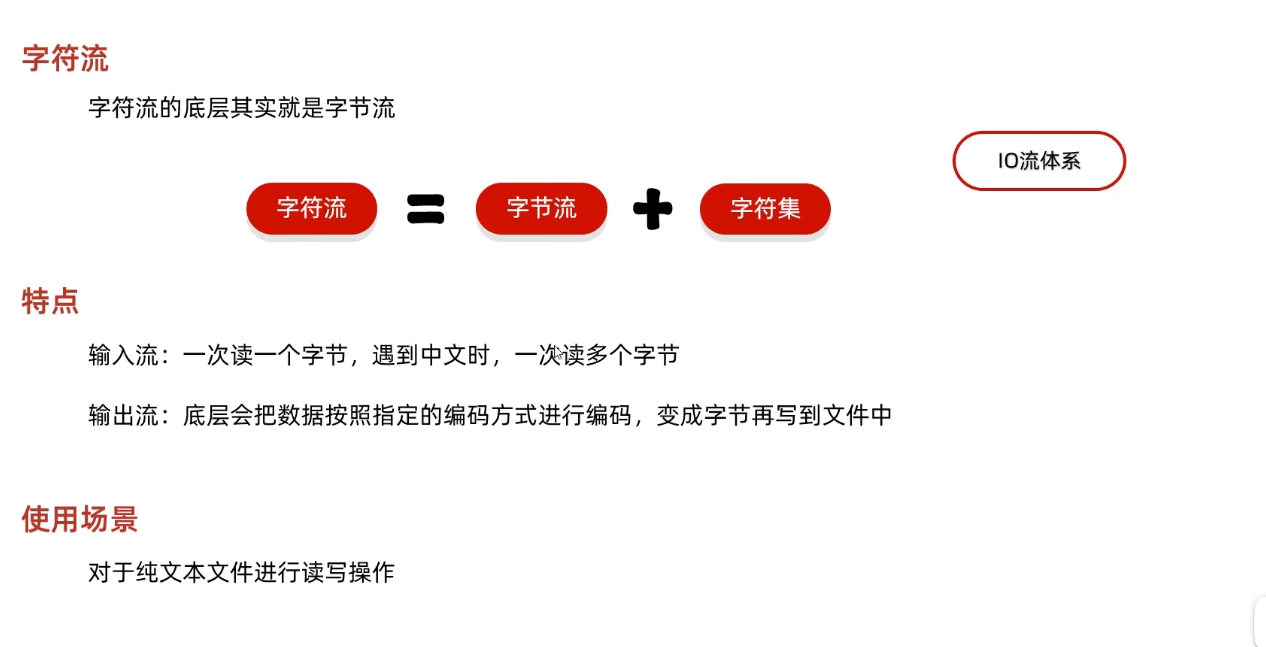 字符流
字符流的底层其实就是字节流
IO流体系
字符流 = 字节流 + 字符集
特点
输入流：一次读一个字节，遇到中文时，一次读多个字节
输出流：底层会把数据按照指定的编码方式进行编码，变成字节再写到文件中
使用场景
对于纯文本文件进行读写操作